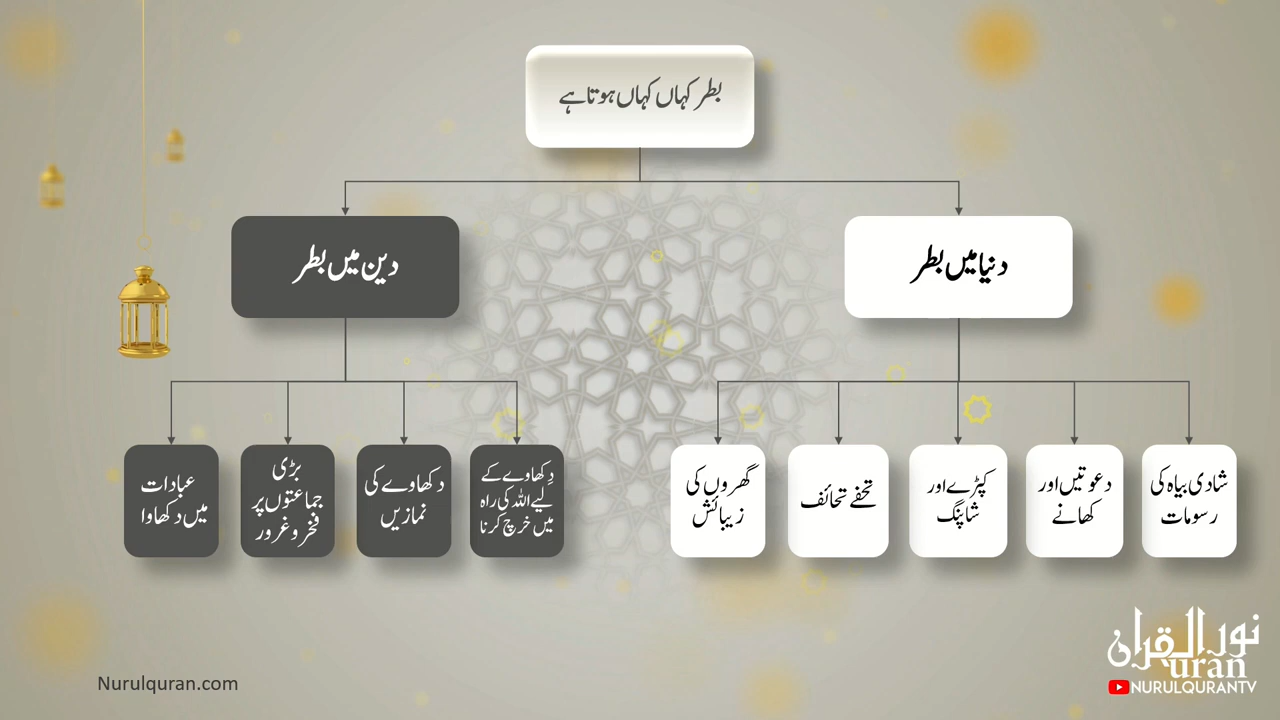 بطر کہاں کہاں ہوتا ہے
دنیا میں بطر
دین میں بطر
شادی بیاہ کی
رسومات
دعوتیں اور
کھانے
کپڑے اور
شاپنگ
تحفے تحائف
گھروں کی
زیبائش
دِکھاوے کے
لیے اللہ کی راہ
میں خرچ کرنا
دکھاوے کی
نمازیں
بڑی
جماعتوں پر
فخر و غرور
عبادات
میں دکھاوا
Nurulquran.com
نور القرآن
uran
NURULQURANTV